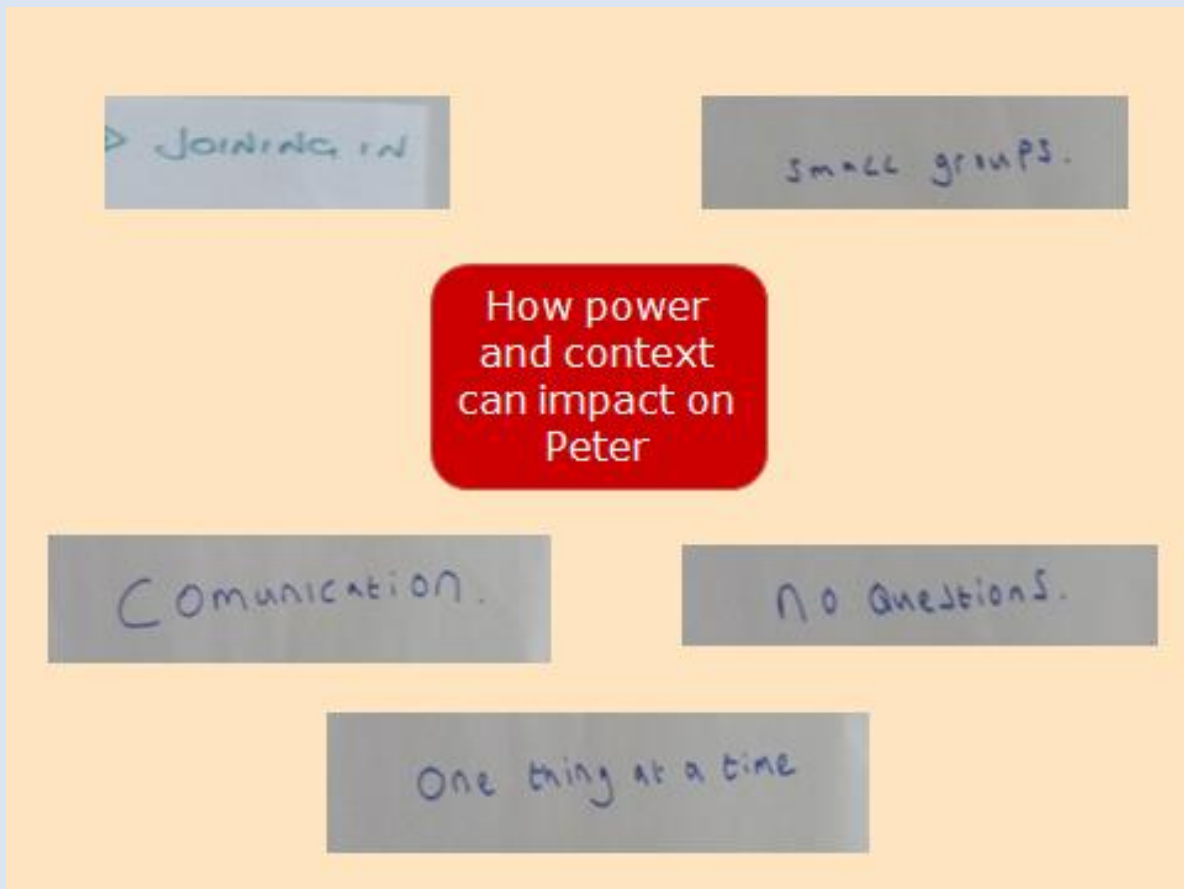 > JOINING IN
small groups.
How power
and context
can impact on
Peter
Comunication.
no Questions.
One thing at a time